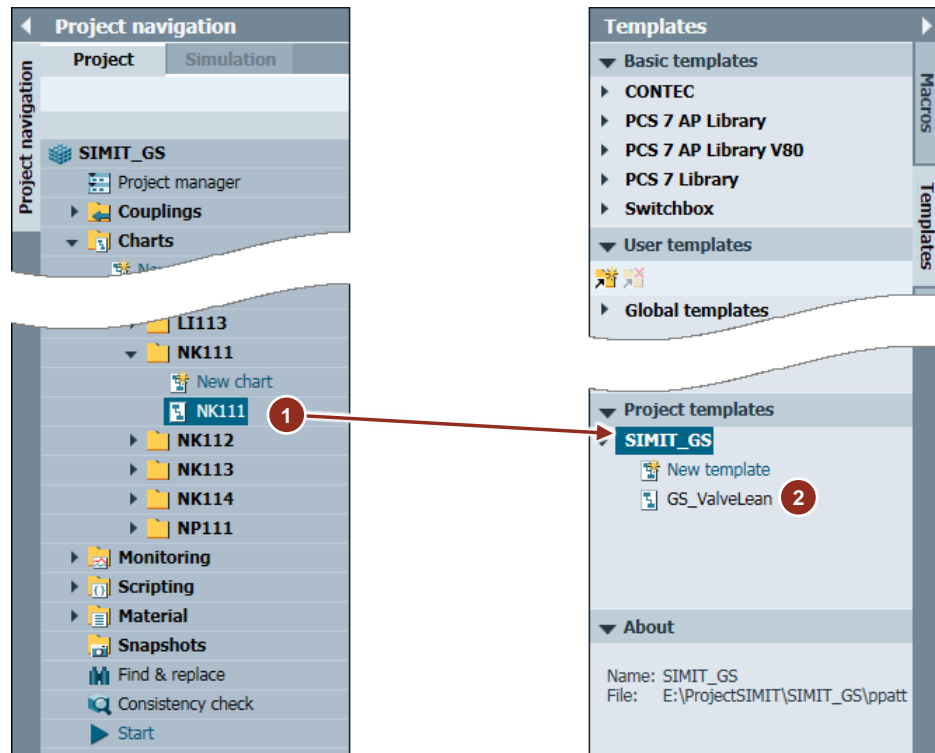 Project navigation
Project navigation
Project
Simulation
SIMIT_GS
Project manager
Couplings
Charts
LI113
NK111
New chart
NK111
1
NK112
NK113
NK114
NP111
Monitoring
Scripting
Material
Snapshots
Find & replace
Consistency check
Start
Templates
Basic templates
CONTEC
PCS 7 AP Library
PCS 7 AP Library V80
PCS 7 Library
Switchbox
User templates
Global templates
Project templates
SIMIT_GS
New template
GS_ValveLean
2
About
Name: SIMIT_GS
File: E:\ProjectSIMIT\SIMIT_GS\ppatt
Macros
Templates